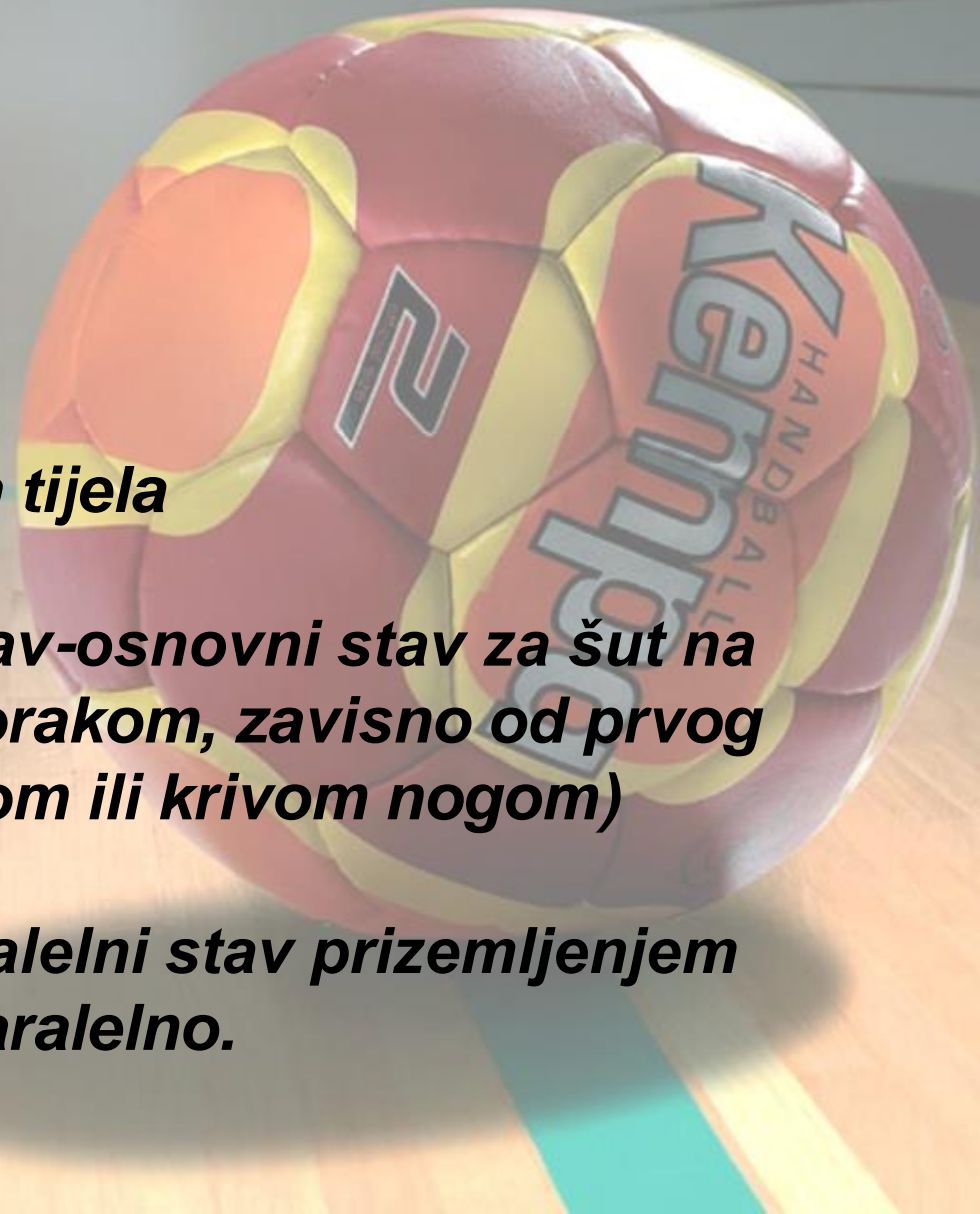 Kempa
HANDBALL
2
tijela
av-osnovni stav za šut na
orakom, zavisno od prvog
om ili krivom nogom)
alelni stav prizemljenjem
aralelno.